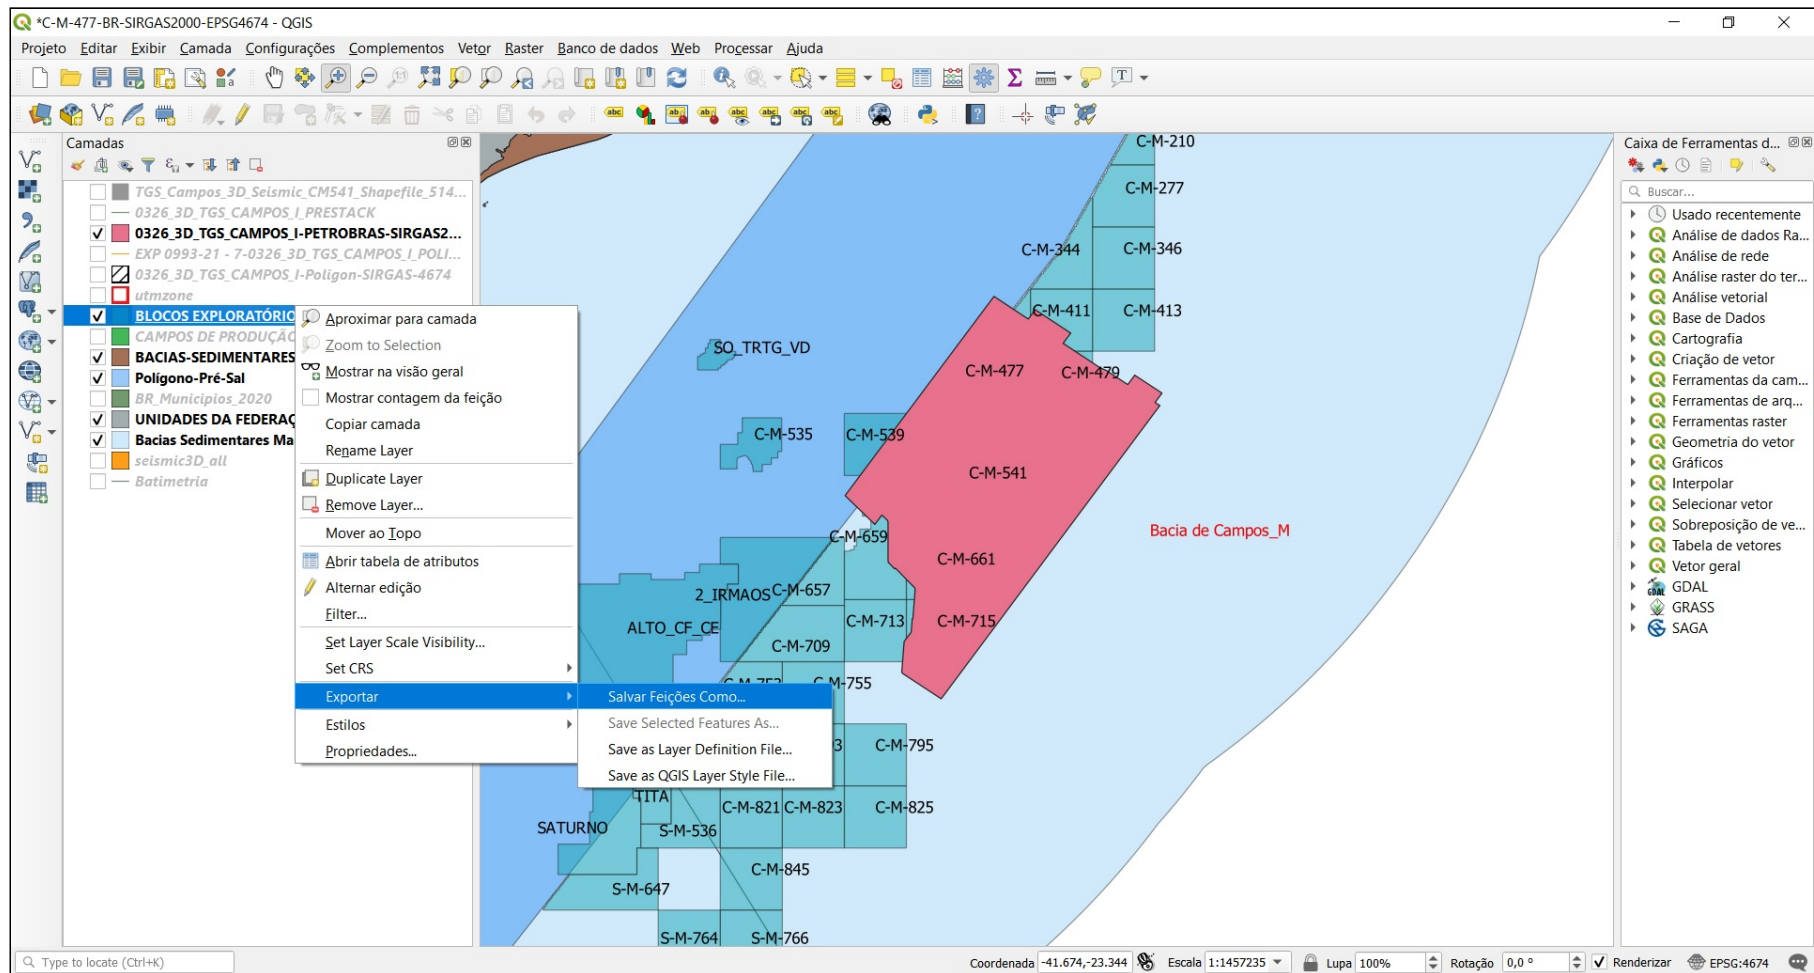 *C-M-477-BR-SIRGAS2000-EPSG4674 - QGIS
Projeto Editar Exibir Camada Configurações Complementos Vetor Raster Banco de dados Web Processar Ajuda
Camadas
TGS_Campos_3D_Seismic_CM541_Shapefile_514...
0326_3D_TGS_CAMPOS_I_PRESTACK
0326_3D_TGS_CAMPOS_I-PETROBRAS-SIRGAS2...
EXP 0993-21 - 7-0326_3D_TGS_CAMPOS_I_POLI...
0326_3D_TGS_CAMPOS_I-Poligon-SIRGAS-4674
utmzone
BLOCOS EXPLORATÓRIO
CAMPOS DE PRODUÇÃO
BACIAS-SEDIMENTARES
Polígono-Pré-Sal
BR_Municipios_2020
UNIDADES DA FEDERAÇ
Bacias Sedimentares Ma
seismic3D_all
Batimetria
Aproximar para camada
Zoom to Selection
Mostrar na visão geral
Mostrar contagem da feição
Copiar camada
Rename Layer
Duplicate Layer
Remove Layer...
Mover ao Topo
Abrir tabela de atributos
Alternar edição
Filter...
Set Layer Scale Visibility...
Set CRS
Exportar
Estilos
Propriedades...
Salvar Feições Como...
Save Selected Features As...
Save as Layer Definition File...
Save as QGIS Layer Style File...
C-M-210
C-M-277
C-M-344
C-M-346
C-M-411
C-M-413
SO_TRTG_VD
C-M-477
C-M-479
C-M-535
C-M-539
C-M-541
Bacia de Campos_M
C-M-659
C-M-661
2_IRMAOS
C-M-657
ALTO_CF_CE
C-M-713
C-M-715
C-M-709
C-M-753
C-M-755
3
C-M-795
TITA
C-M-821
C-M-823
C-M-825
SATURNO
S-M-536
C-M-845
S-M-647
S-M-764
S-M-766
Caixa de Ferramentas d...
Buscar...
Usado recentemente
Análise de dados Ra...
Análise de rede
Análise raster do ter...
Análise vetorial
Base de Dados
Cartografia
Criação de vetor
Ferramentas da cam...
Ferramentas de arq...
Ferramentas raster
Geometria do vetor
Gráficos
Interpolar
Selecionar vetor
Sobreposição de ve...
Tabela de vetores
Vetor geral
GDAL
GRASS
SAGA
Type to locate (Ctrl+K)
Coordenada -41.674,-23.344 Escala 1:1457235 Lupa 100% Rotação 0,0 ° Renderizar EPSG:4674